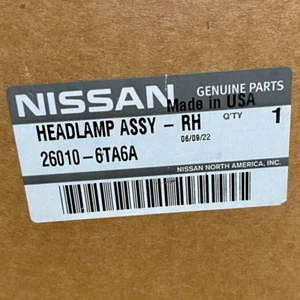 NISSAN GENUINE PARTS
Made in USA
HEADLAMP ASSY - RH Q'TY 1
06/09/22
26010-6TA6A
NISSAN NORTH AMERICA, INC.